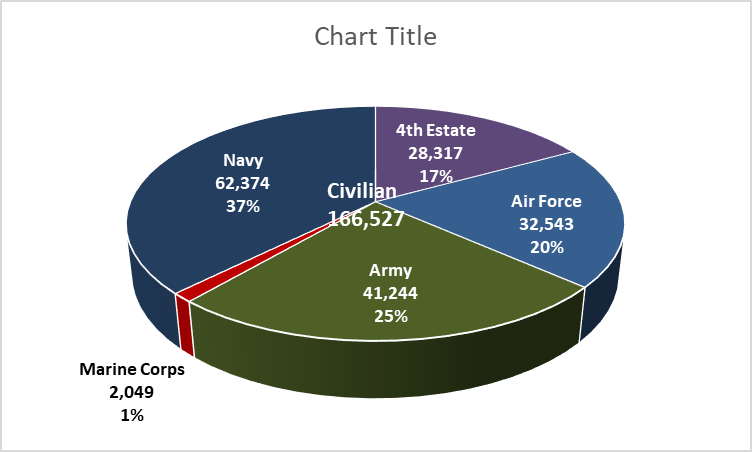 Chart Title
4th Estate
28,317
17%
Navy
62,374
37%
Civilian
166,527
Air Force
32,543
20%
Army
41,244
25%
Marine Corps
2,049
1%